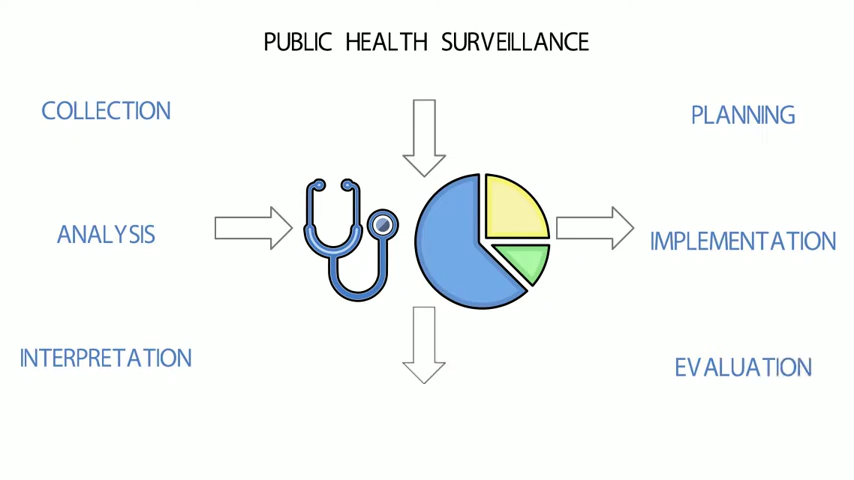 PUBLIC HEALTH SURVEILLANCE
COLLECTION
ANALYSIS
INTERPRETATION
PLANNING
IMPLEMENTATION
EVALUATION